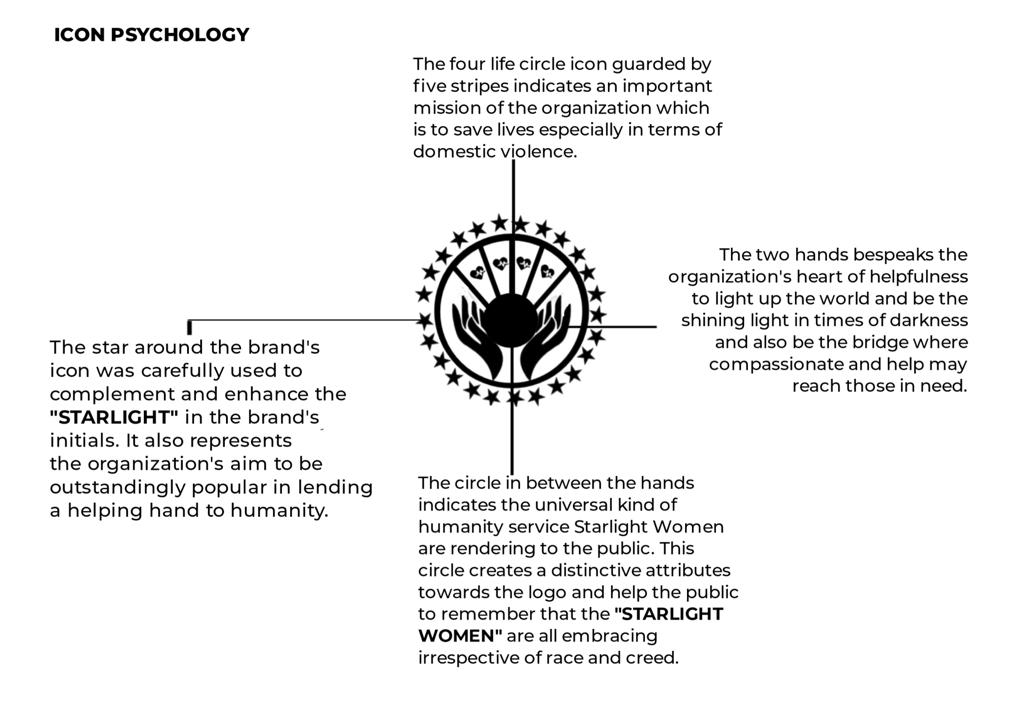 ICON PSYCHOLOGY
The four life circle icon guarded by
five stripes indicates an important
mission of the organization which
is to save lives especially in terms of
domestic violence.
The two hands bespeaks the
organization's heart of helpfulness
to light up the world and be the
shining light in times of darkness
and also be the bridge where
compassionate and help may
reach those in need.
The star around the brand's
icon was carefully used to
complement and enhance the
"STARLIGHT" in the brand's
initials. It also represents
the organization's aim to be
outstandingly popular in lending
a helping hand to humanity.
The circle in between the hands
indicates the universal kind of
humanity service Starlight Women
are rendering to the public. This
circle creates a distinctive attributes
towards the logo and help the public
to remember that the "STARLIGHT
WOMEN" are all embracing
irrespective of race and creed.